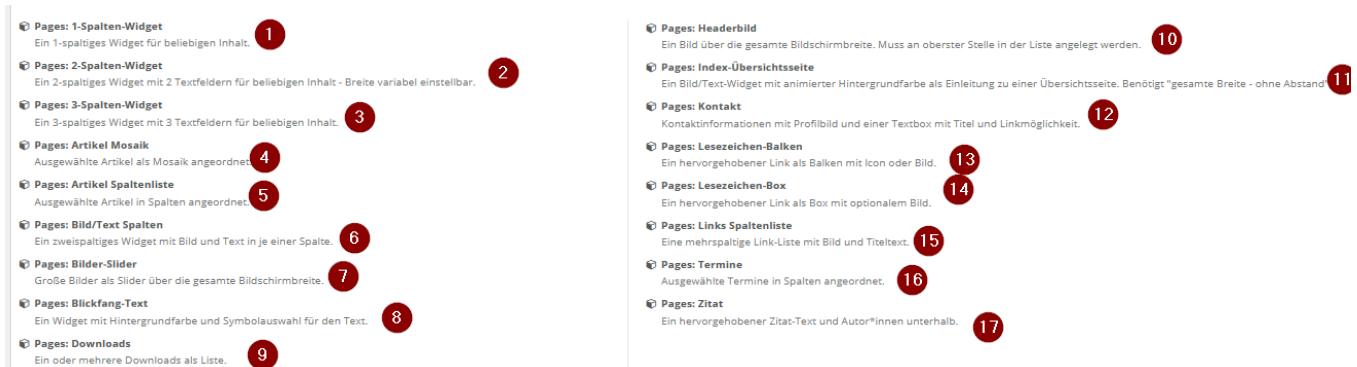 Pages: 1-Spalten-Widget
Ein 1-spaltiges Widget für beliebigen Inhalt. 1
Pages: 2-Spalten-Widget
Ein 2-spaltiges Widget mit 2 Textfeldern für beliebigen Inhalt - Breite variabel einstellbar. 2
Pages: 3-Spalten-Widget
Ein 3-spaltiges Widget mit 3 Textfeldern für beliebigen Inhalt. 3
Pages: Artikel Mosaik
Ausgewählte Artikel als Mosaik angeordnet. 4
Pages: Artikel Spaltenliste
Ausgewählte Artikel in Spalten angeordnet. 5
Pages: Bild/Text Spalten
Ein zweispaltiges Widget mit Bild und Text in je einer Spalte. 6
Pages: Bilder-Slider
Große Bilder als Slider über die gesamte Bildschirmbreite. 7
Pages: Blickfang-Text
Ein Widget mit Hintergrundfarbe und Symbolauswahl für den Text. 8
Pages: Downloads
Ein oder mehrere Downloads als Liste. 9
Pages: Headerbild
Ein Bild über die gesamte Bildschirmbreite. Muss an oberster Stelle in der Liste angelegt werden. 10
Pages: Index-Übersichtsseite
Ein Bild/Text-Widget mit animierter Hintergrundfarbe als Einleitung zu einer Übersichtsseite. Benötigt "gesamte Breite - ohne Abstand" 11
Pages: Kontakt
Kontaktinformationen mit Profilbild und einer Textbox mit Titel und Linkmöglichkeit. 12
Pages: Lesezeichen-Balken
Ein hervorgehobener Link als Balken mit Icon oder Bild. 13
Pages: Lesezeichen-Box
Ein hervorgehobener Link als Box mit optionalem Bild. 14
Pages: Links Spaltenliste
Eine mehrspaltige Link-Liste mit Bild und Titeltext. 15
Pages: Termine
Ausgewählte Termine in Spalten angeordnet. 16
Pages: Zitat
Ein hervorgehobener Zitat-Text und Autor*innen unterhalb. 17